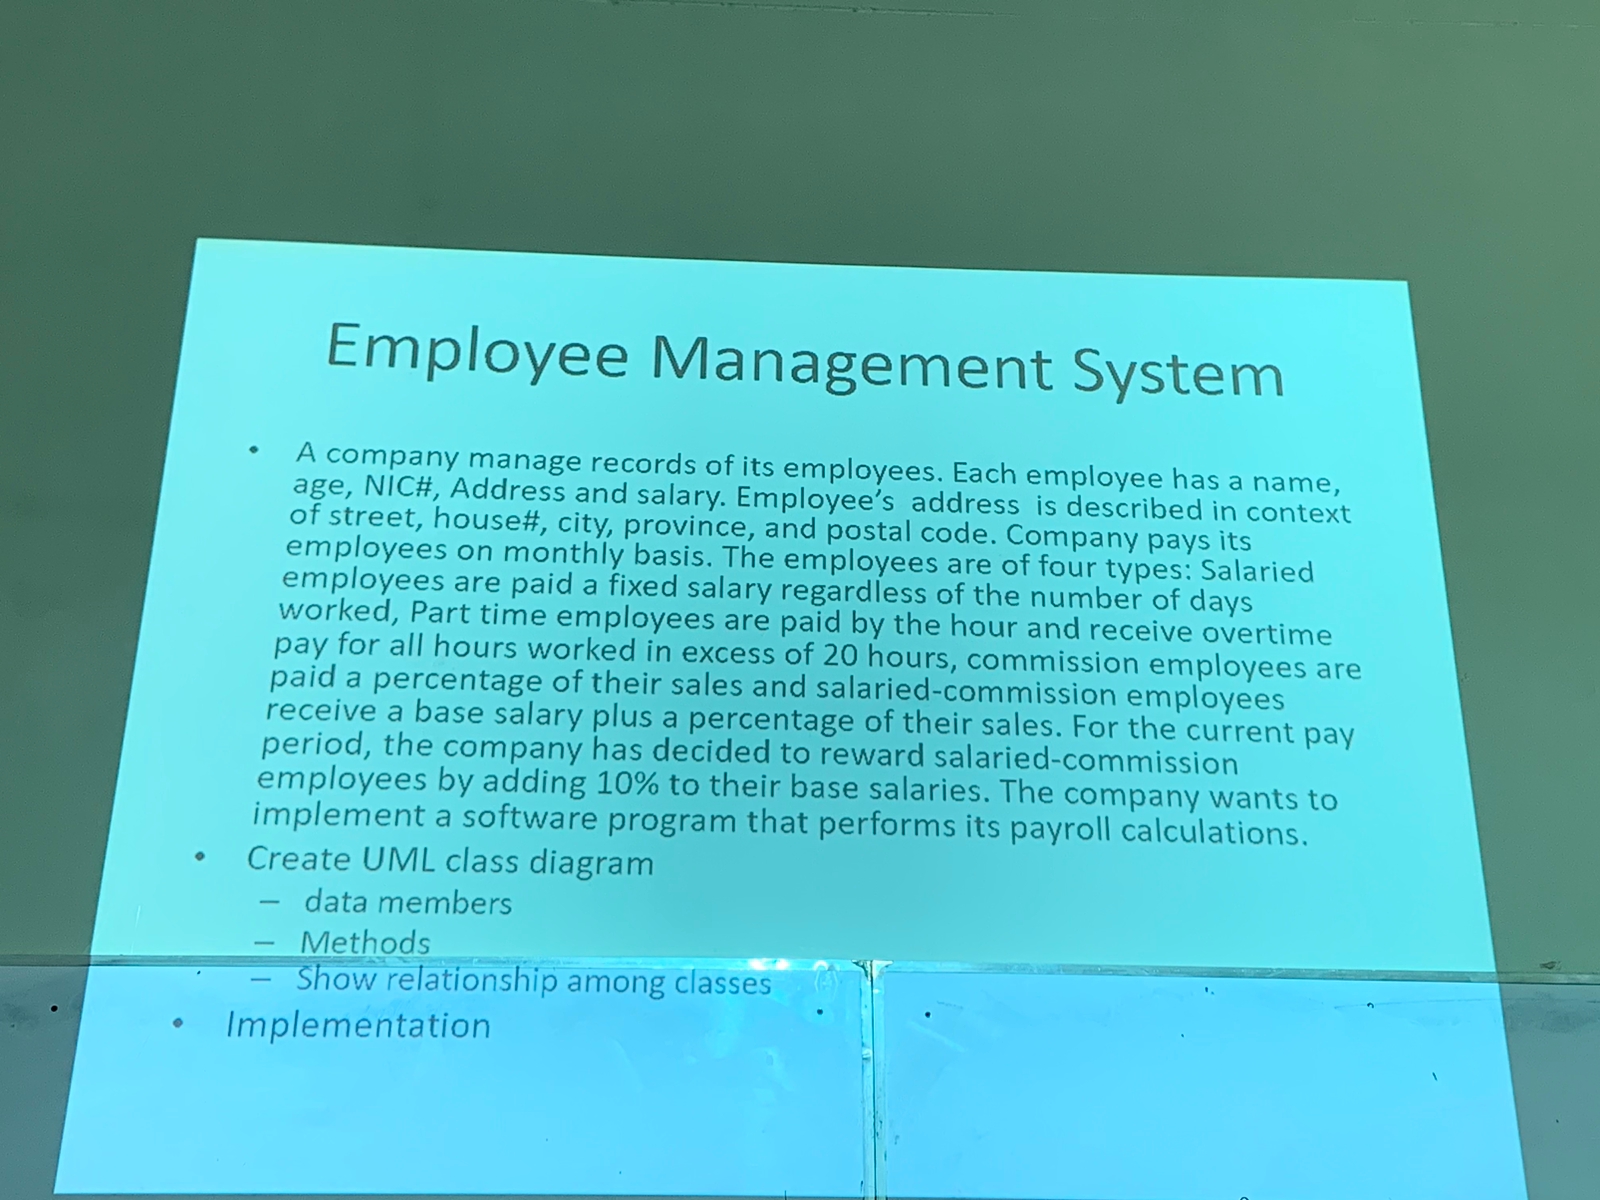 Employee Management System
• A company manage records of its employees. Each employee has a name,
age, NIC#, Address and salary. Employee's address is described in context
of street, house#, city, province, and postal code. Company pays its
employees on monthly basis. The employees are of four types: Salaried
employees are paid a fixed salary regardless of the number of days
worked, Part time employees are paid by the hour and receive overtime
pay for all hours worked in excess of 20 hours, commission employees are
paid a percentage of their sales and salaried-commission employees
receive a base salary plus a percentage of their sales. For the current pay
period, the company has decided to reward salaried-commission
employees by adding 10% to their base salaries. The company wants to
implement a software program that performs its payroll calculations.
• Create UML class diagram
– data members
– Methods
– Show relationship among classes
• Implementation